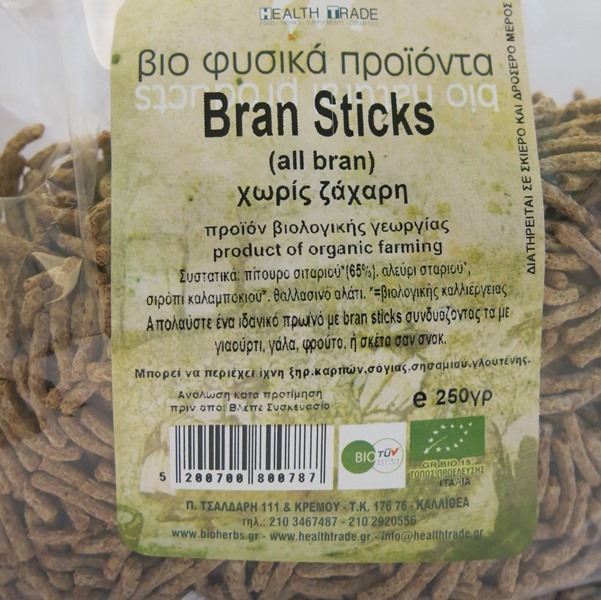 HEALTH TRADE
βιο φυσικά προϊόντα
bio natural products
Bran Sticks
(all bran)
χωρίς ζάχαρη
προϊόν βιολογικής γεωργίας
product of organic farming
Συστατικά: πίτουρο σιταριού*(65%), αλεύρι σταριού*,
σιρόπι καλαμποκιού*, θαλλασινό αλάτι. *=βιολογικής καλλιέργειας
Απολαύστε ένα ιδανικό πρωϊνό με bran sticks συνδυάζοντας τα με
γιαούρτι, γάλα, φρούτο, ή σκέτα σαν σνακ.
Μπορεί να περιέχει ίχνη ξηρ.καρπών,σόγιας,σησαμιού,γλουτένης.
Ανάλωση κατά προτίμηση
πριν από: Βλέπε Συσκευασία
e 250γρ
5 200700 800787
BIO TÜV
GR BIO 15
ΤΟΠΟΣ ΠΡΟΕΛΕΥΣΗΣ
ΙΤΑΛΙΑ
Π. ΤΣΑΛΔΑΡΗ 111 & ΚΡΕΜΟΥ - Τ.Κ. 176 76 - ΚΑΛΛΙΘΕΑ
τηλ.: 210 3467487 - 210 2920556
www.bioherbs.gr - www.healthtrade.gr - info@healthtrade.gr
ΔΙΑΤΗΡΕΙΤΑΙ ΣΕ ΣΚΙΕΡΟ ΚΑΙ ΔΡΟΣΕΡΟ ΜΕΡΟΣ